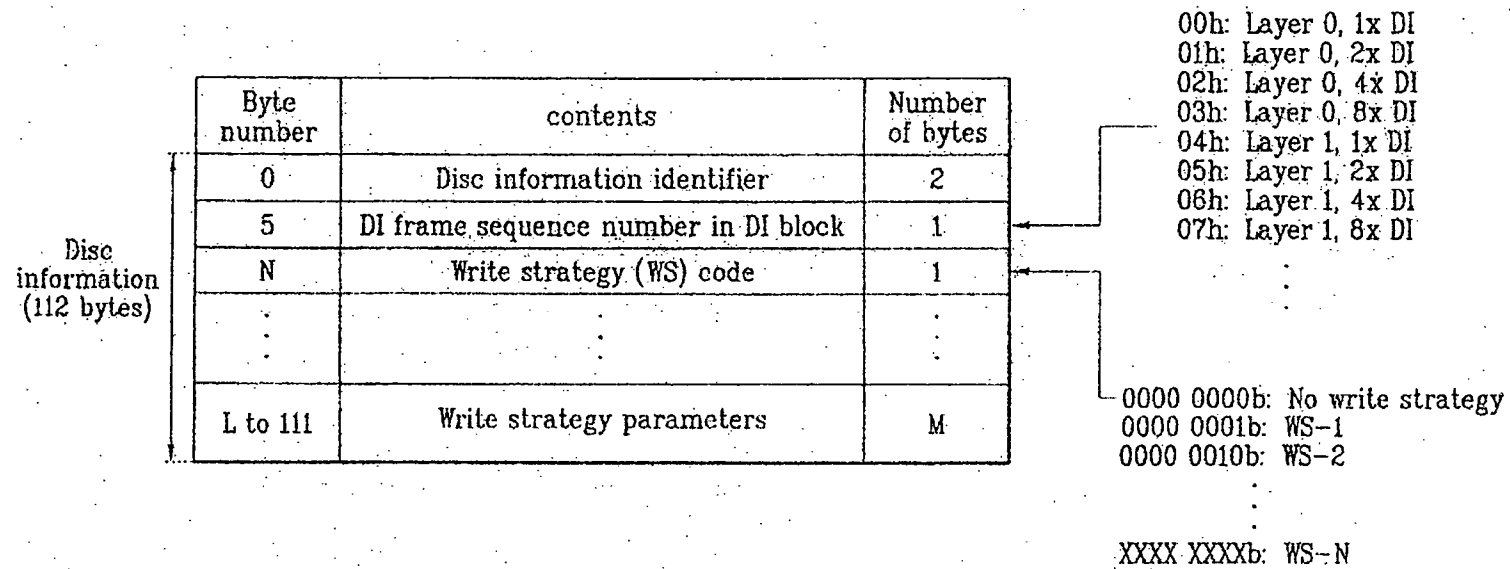 00h: Layer 0, 1x DI
01h: Layer 0, 2x DI
02h: Layer 0, 4x DI
03h: Layer 0, 8x DI
04h: Layer 1, 1x DI
05h: Layer 1, 2x DI
06h: Layer 1, 4x DI
07h: Layer 1, 8x DI
Byte number contents Number of bytes
0 Disc information identifier 2
5 DI frame sequence number in DI block 1
N Write strategy (WS) code 1
L to 111 Write strategy parameters M
Disc
information
(112 bytes)
0000 0000b: No write strategy
0000 0001b: WS-1
0000 0010b: WS-2
XXXX XXXXb: WS-N